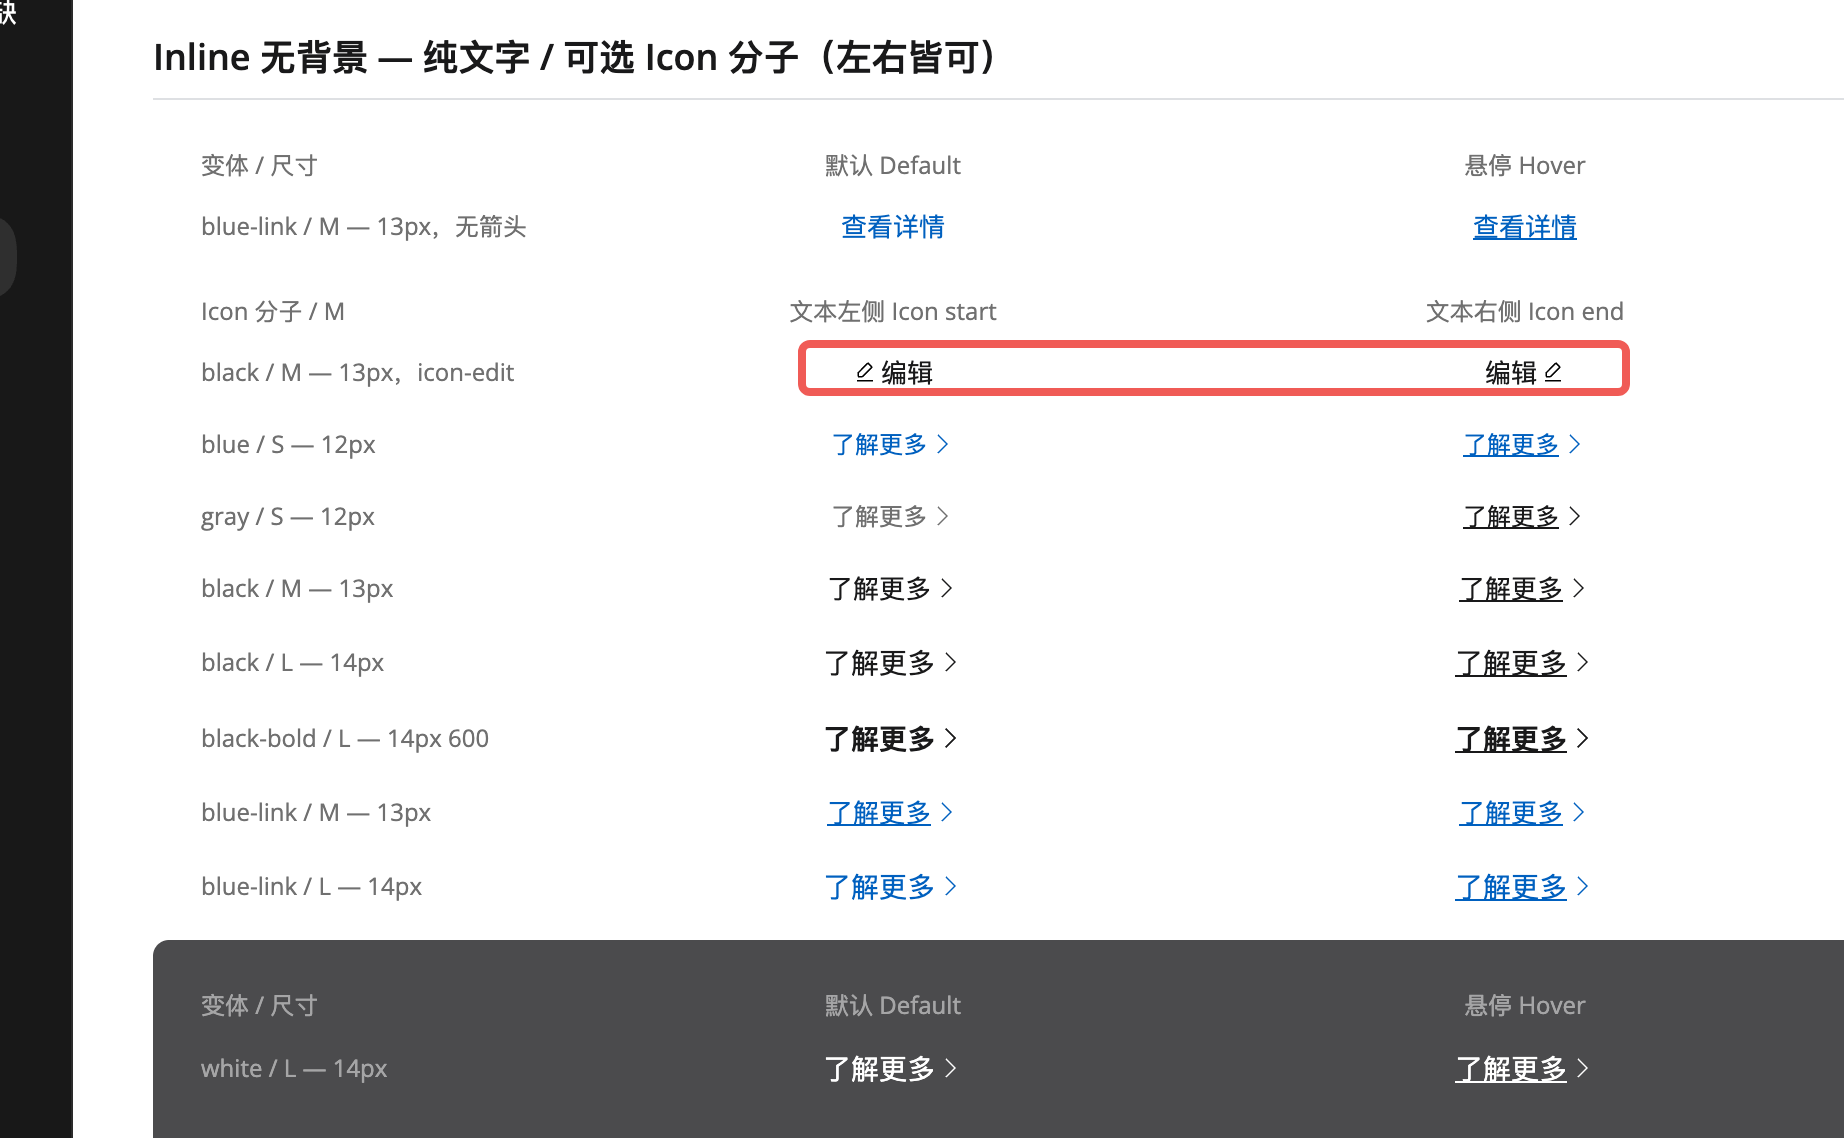 缺
Inline 无背景 — 纯文字 / 可选 Icon 分子（左右皆可）
变体 / 尺寸 默认 Default 悬停 Hover
blue-link / M — 13px，无箭头 查看详情 查看详情
Icon 分子 / M 文本左侧 Icon start 文本右侧 Icon end
black / M — 13px，icon-edit 编辑 编辑
blue / S — 12px 了解更多 了解更多
gray / S — 12px 了解更多 了解更多
black / M — 13px 了解更多 了解更多
black / L — 14px 了解更多 了解更多
black-bold / L — 14px 600 了解更多 了解更多
blue-link / M — 13px 了解更多 了解更多
blue-link / L — 14px 了解更多 了解更多
变体 / 尺寸 默认 Default 悬停 Hover
white / L — 14px 了解更多 了解更多